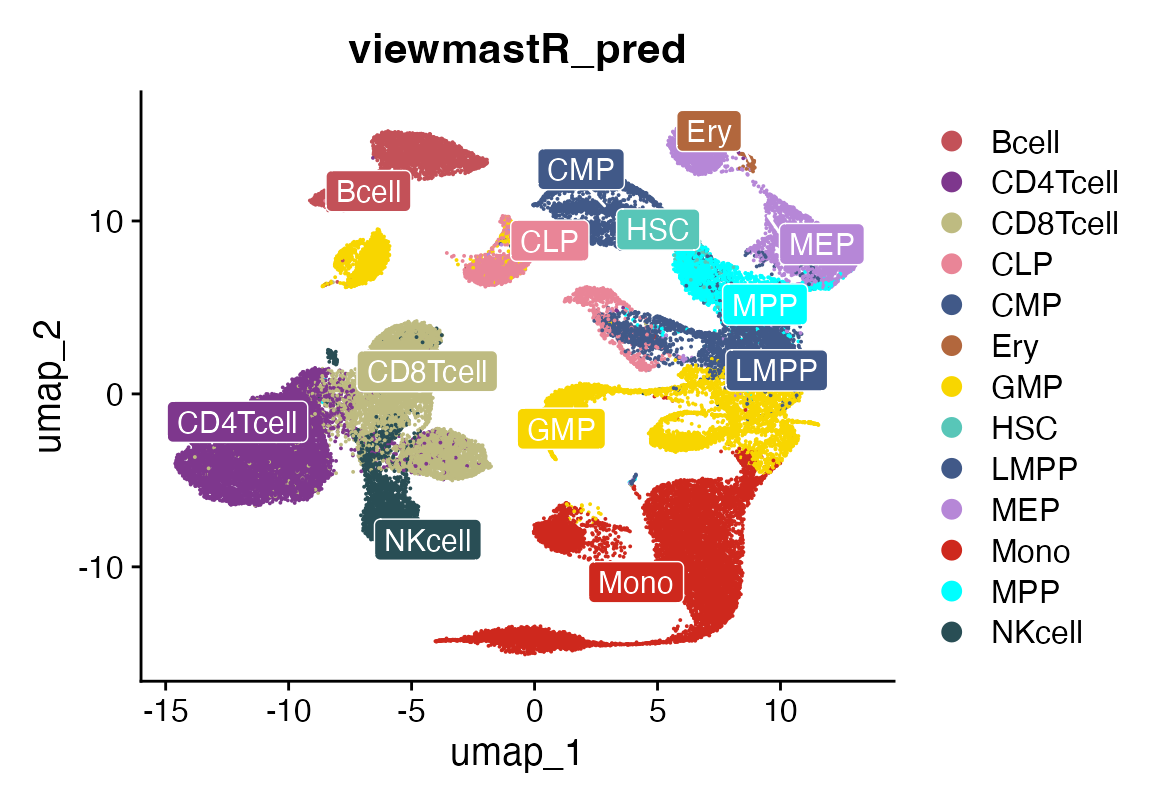 viewmastR_pred
Ery
CMP
Bcell
HSC
CLP
MEP
MPP
CD8Tcell
LMPP
CD4Tcell
GMP
NKcell
Mono
10
0
-10
umap_2
-15
-10
-5
0
5
10
umap_1
Bcell
CD4Tcell
CD8Tcell
CLP
CMP
Ery
GMP
HSC
LMPP
MEP
Mono
MPP
NKcell